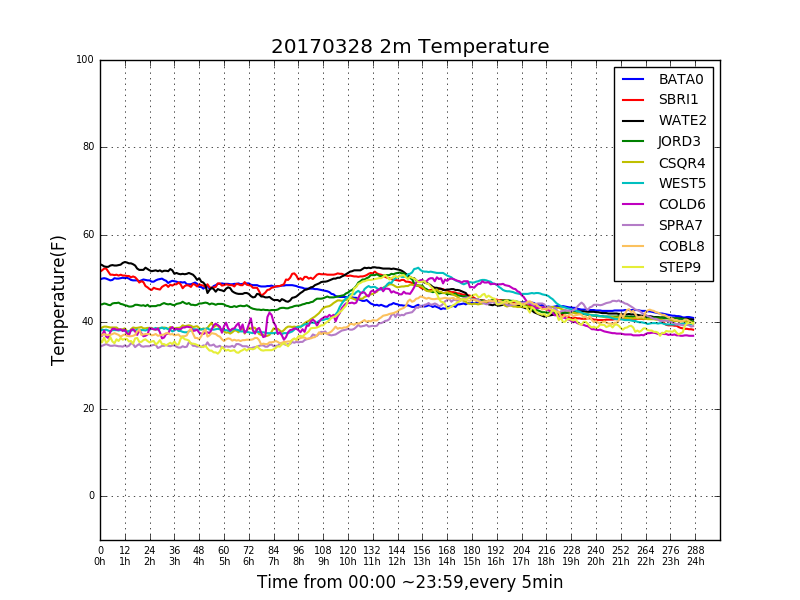 20170328 2m Temperature
100
80
60
40
20
0
Temperature(F)
BATA0
SBRI1
WATE2
JORD3
CSQR4
WEST5
COLD6
SPRA7
COBL8
STEP9
0 12 24 36 48 60 72 84 96 108 120 132 144 156 168 180 192 204 216 228 240 252 264 276 288
0h 1h 2h 3h 4h 5h 6h 7h 8h 9h 10h 11h 12h 13h 14h 15h 16h 17h 18h 19h 20h 21h 22h 23h 24h
Time from 00:00 ~23:59,every 5min